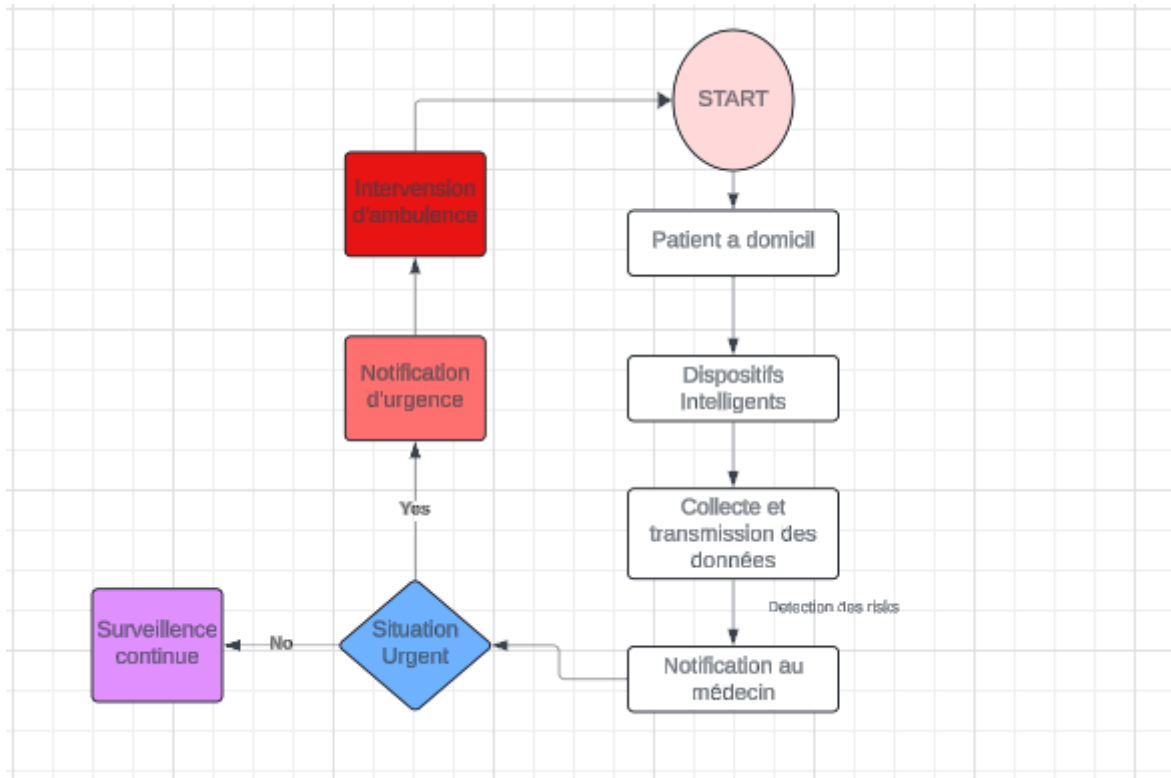 START
Patient a domicil
Dispositifs
Intelligents
Collecte et
transmission des
données
Detection des risks
Notification au
médecin
Situation
Urgent
No
Surveillence
continue
Yes
Notification
d'urgence
Intervension
d'ambulence